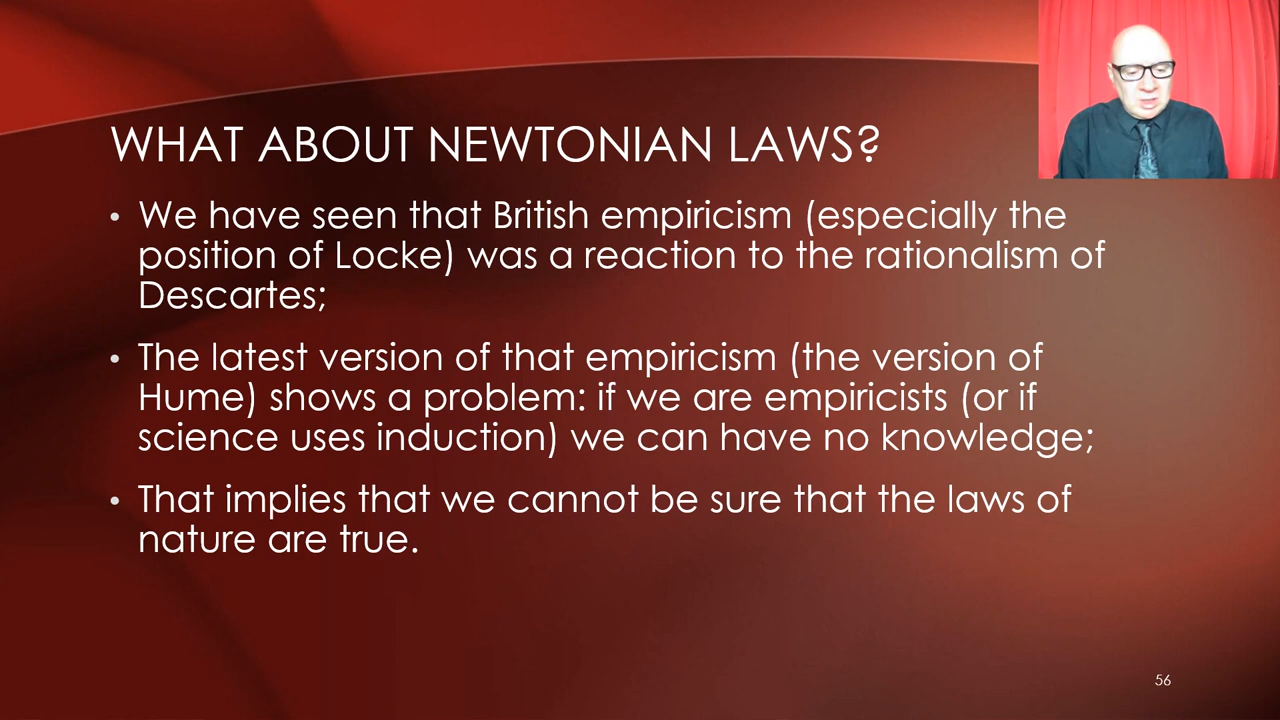 WHAT ABOUT NEWTONIAN LAWS?
• We have seen that British empiricism (especially the
position of Locke) was a reaction to the rationalism of
Descartes;
• The latest version of that empiricism (the version of
Hume) shows a problem: if we are empiricists (or if
science uses induction) we can have no knowledge;
• That implies that we cannot be sure that the laws of
nature are true.
56